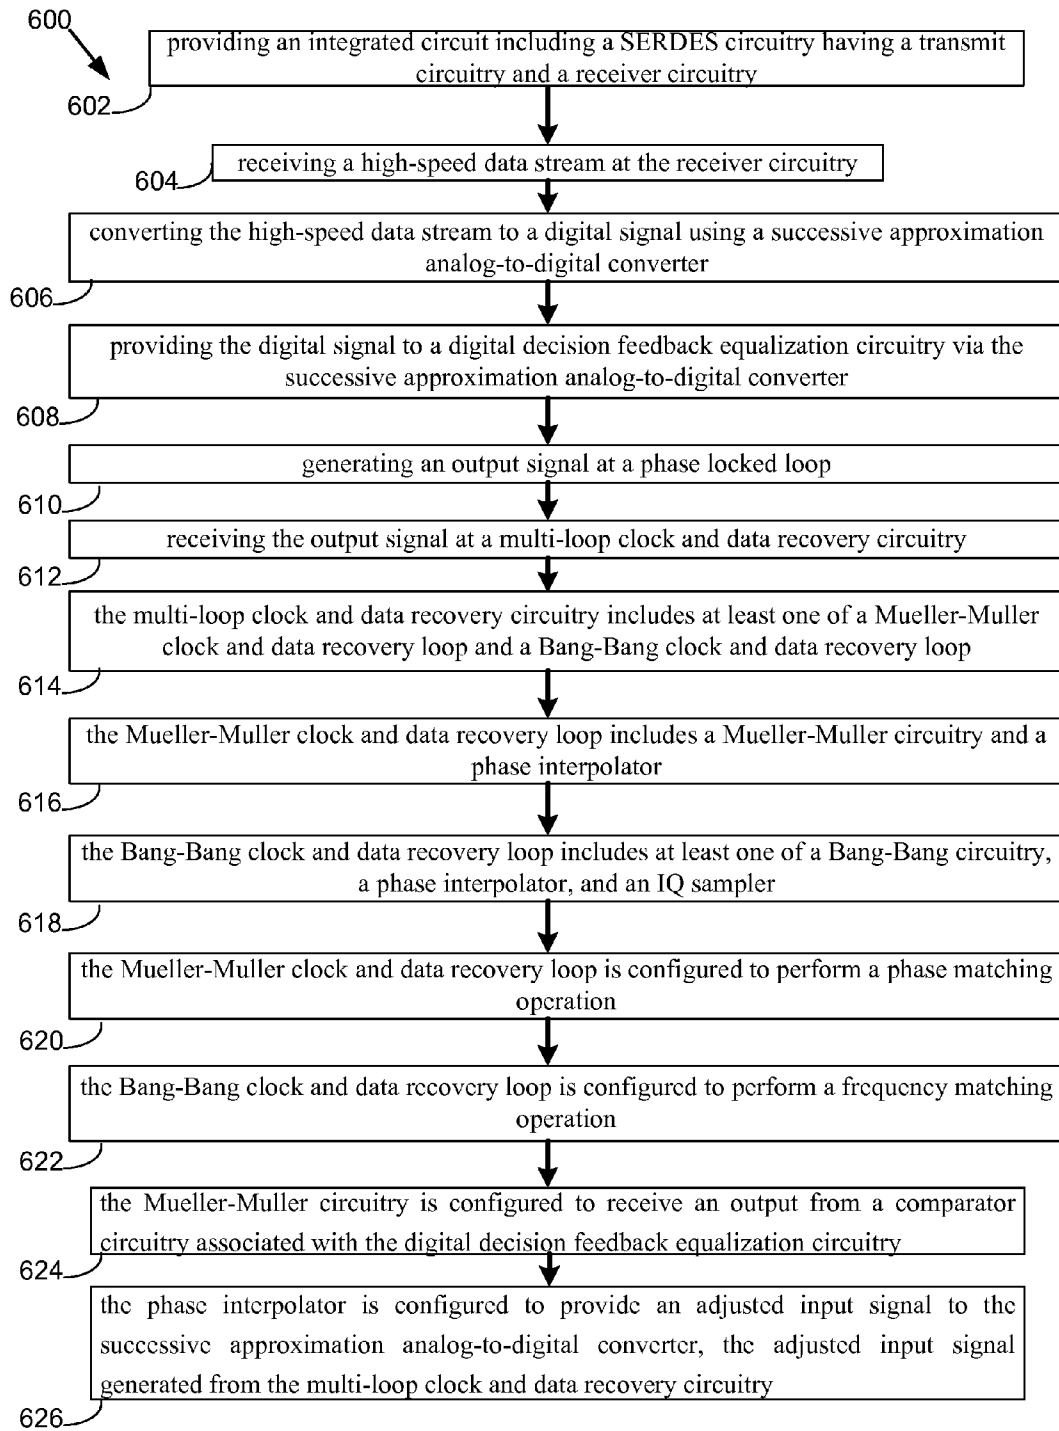 600
providing an integrated circuit including a SERDES circuitry having a transmit
circuitry and a receiver circuitry
602
receiving a high-speed data stream at the receiver circuitry
604
converting the high-speed data stream to a digital signal using a successive approximation
analog-to-digital converter
606
providing the digital signal to a digital decision feedback equalization circuitry via the
successive approximation analog-to-digital converter
608
generating an output signal at a phase locked loop
610
receiving the output signal at a multi-loop clock and data recovery circuitry
612
the multi-loop clock and data recovery circuitry includes at least one of a Mueller-Muller
clock and data recovery loop and a Bang-Bang clock and data recovery loop
614
the Mueller-Muller clock and data recovery loop includes a Mueller-Muller circuitry and a
phase interpolator
616
the Bang-Bang clock and data recovery loop includes at least one of a Bang-Bang circuitry,
a phase interpolator, and an IQ sampler
618
the Mueller-Muller clock and data recovery loop is configured to perform a phase matching
operation
620
the Bang-Bang clock and data recovery loop is configured to perform a frequency matching
operation
622
the Mueller-Muller circuitry is configured to receive an output from a comparator
circuitry associated with the digital decision feedback equalization circuitry
624
the phase interpolator is configured to provide an adjusted input signal to the
successive approximation analog-to-digital converter, the adjusted input signal
generated from the multi-loop clock and data recovery circuitry
626